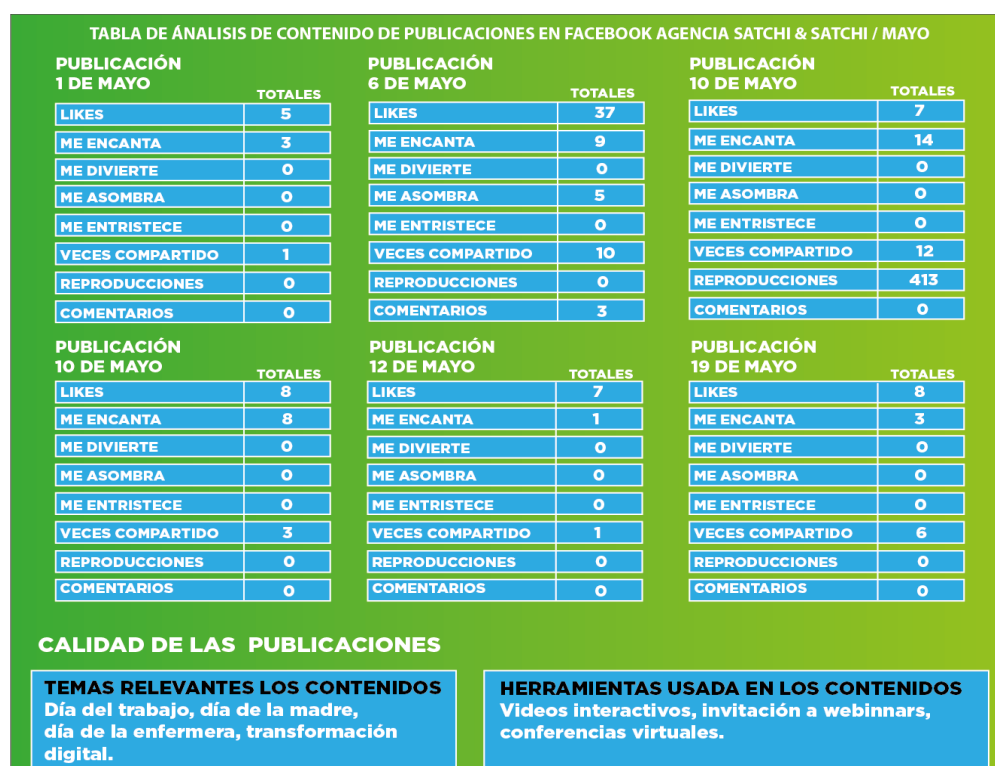 TABLA DE ÁNALISIS DE CONTENIDO DE PUBLICACIONES EN FACEBOOK AGENCIA SATCHI & SATCHI / MAYO
PUBLICACIÓN
1 DE MAYO
TOTALES
LIKES 5
ME ENCANTA 3
ME DIVIERTE 0
ME ASOMBRA 0
ME ENTRISTECE 0
VECES COMPARTIDO 1
REPRODUCCIONES 0
COMENTARIOS 0
PUBLICACIÓN
6 DE MAYO
TOTALES
LIKES 37
ME ENCANTA 9
ME DIVIERTE 0
ME ASOMBRA 5
ME ENTRISTECE 0
VECES COMPARTIDO 10
REPRODUCCIONES 0
COMENTARIOS 3
PUBLICACIÓN
10 DE MAYO
TOTALES
LIKES 7
ME ENCANTA 14
ME DIVIERTE 0
ME ASOMBRA 0
ME ENTRISTECE 0
VECES COMPARTIDO 12
REPRODUCCIONES 413
COMENTARIOS 0
PUBLICACIÓN
10 DE MAYO
TOTALES
LIKES 8
ME ENCANTA 8
ME DIVIERTE 0
ME ASOMBRA 0
ME ENTRISTECE 0
VECES COMPARTIDO 3
REPRODUCCIONES 0
COMENTARIOS 0
PUBLICACIÓN
12 DE MAYO
TOTALES
LIKES 7
ME ENCANTA 1
ME DIVIERTE 0
ME ASOMBRA 0
ME ENTRISTECE 0
VECES COMPARTIDO 1
REPRODUCCIONES 0
COMENTARIOS 0
PUBLICACIÓN
19 DE MAYO
TOTALES
LIKES 8
ME ENCANTA 3
ME DIVIERTE 0
ME ASOMBRA 0
ME ENTRISTECE 0
VECES COMPARTIDO 6
REPRODUCCIONES 0
COMENTARIOS 0
CALIDAD DE LAS PUBLICACIONES
TEMAS RELEVANTES LOS CONTENIDOS
Día del trabajo, día de la madre,
día de la enfermera, transformación
digital.
HERRAMIENTAS USADA EN LOS CONTENIDOS
Videos interactivos, invitación a webinnars,
conferencias virtuales.